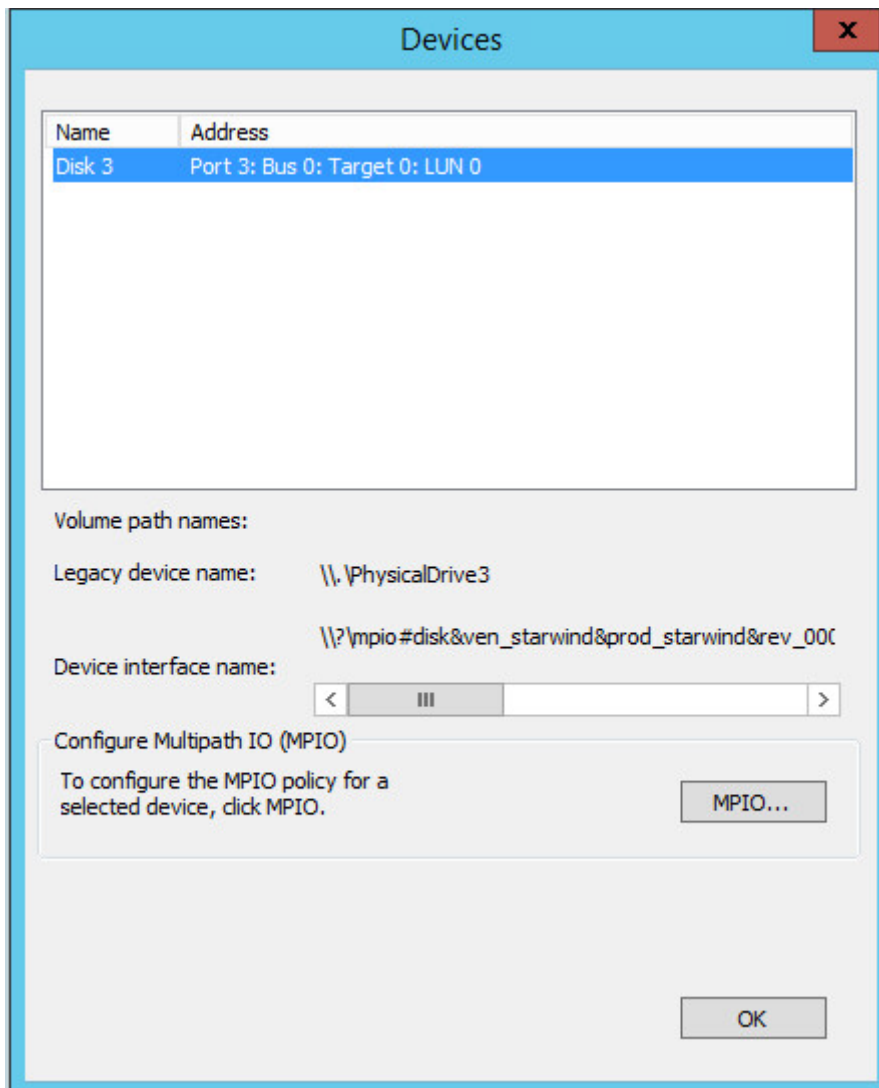 Devices
x
Name Address
Disk 3 Port 3: Bus 0: Target 0: LUN 0
Volume path names:
Legacy device name: \\.\PhysicalDrive3
\\?\mpio#disk&ven_starwind&prod_starwind&rev_000
Device interface name:
Configure Multipath IO (MPIO)
To configure the MPIO policy for a
selected device, click MPIO.
MPIO...
OK